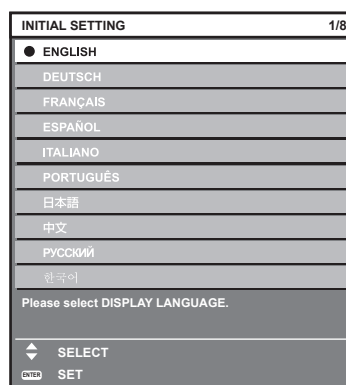 INITIAL SETTING 1/8
ENGLISH
DEUTSCH
FRANÇAIS
ESPAÑOL
ITALIANO
PORTUGUÊS
日本語
中文
РУССКИЙ
한국어
Please select DISPLAY LANGUAGE.
SELECT
ENTER SET